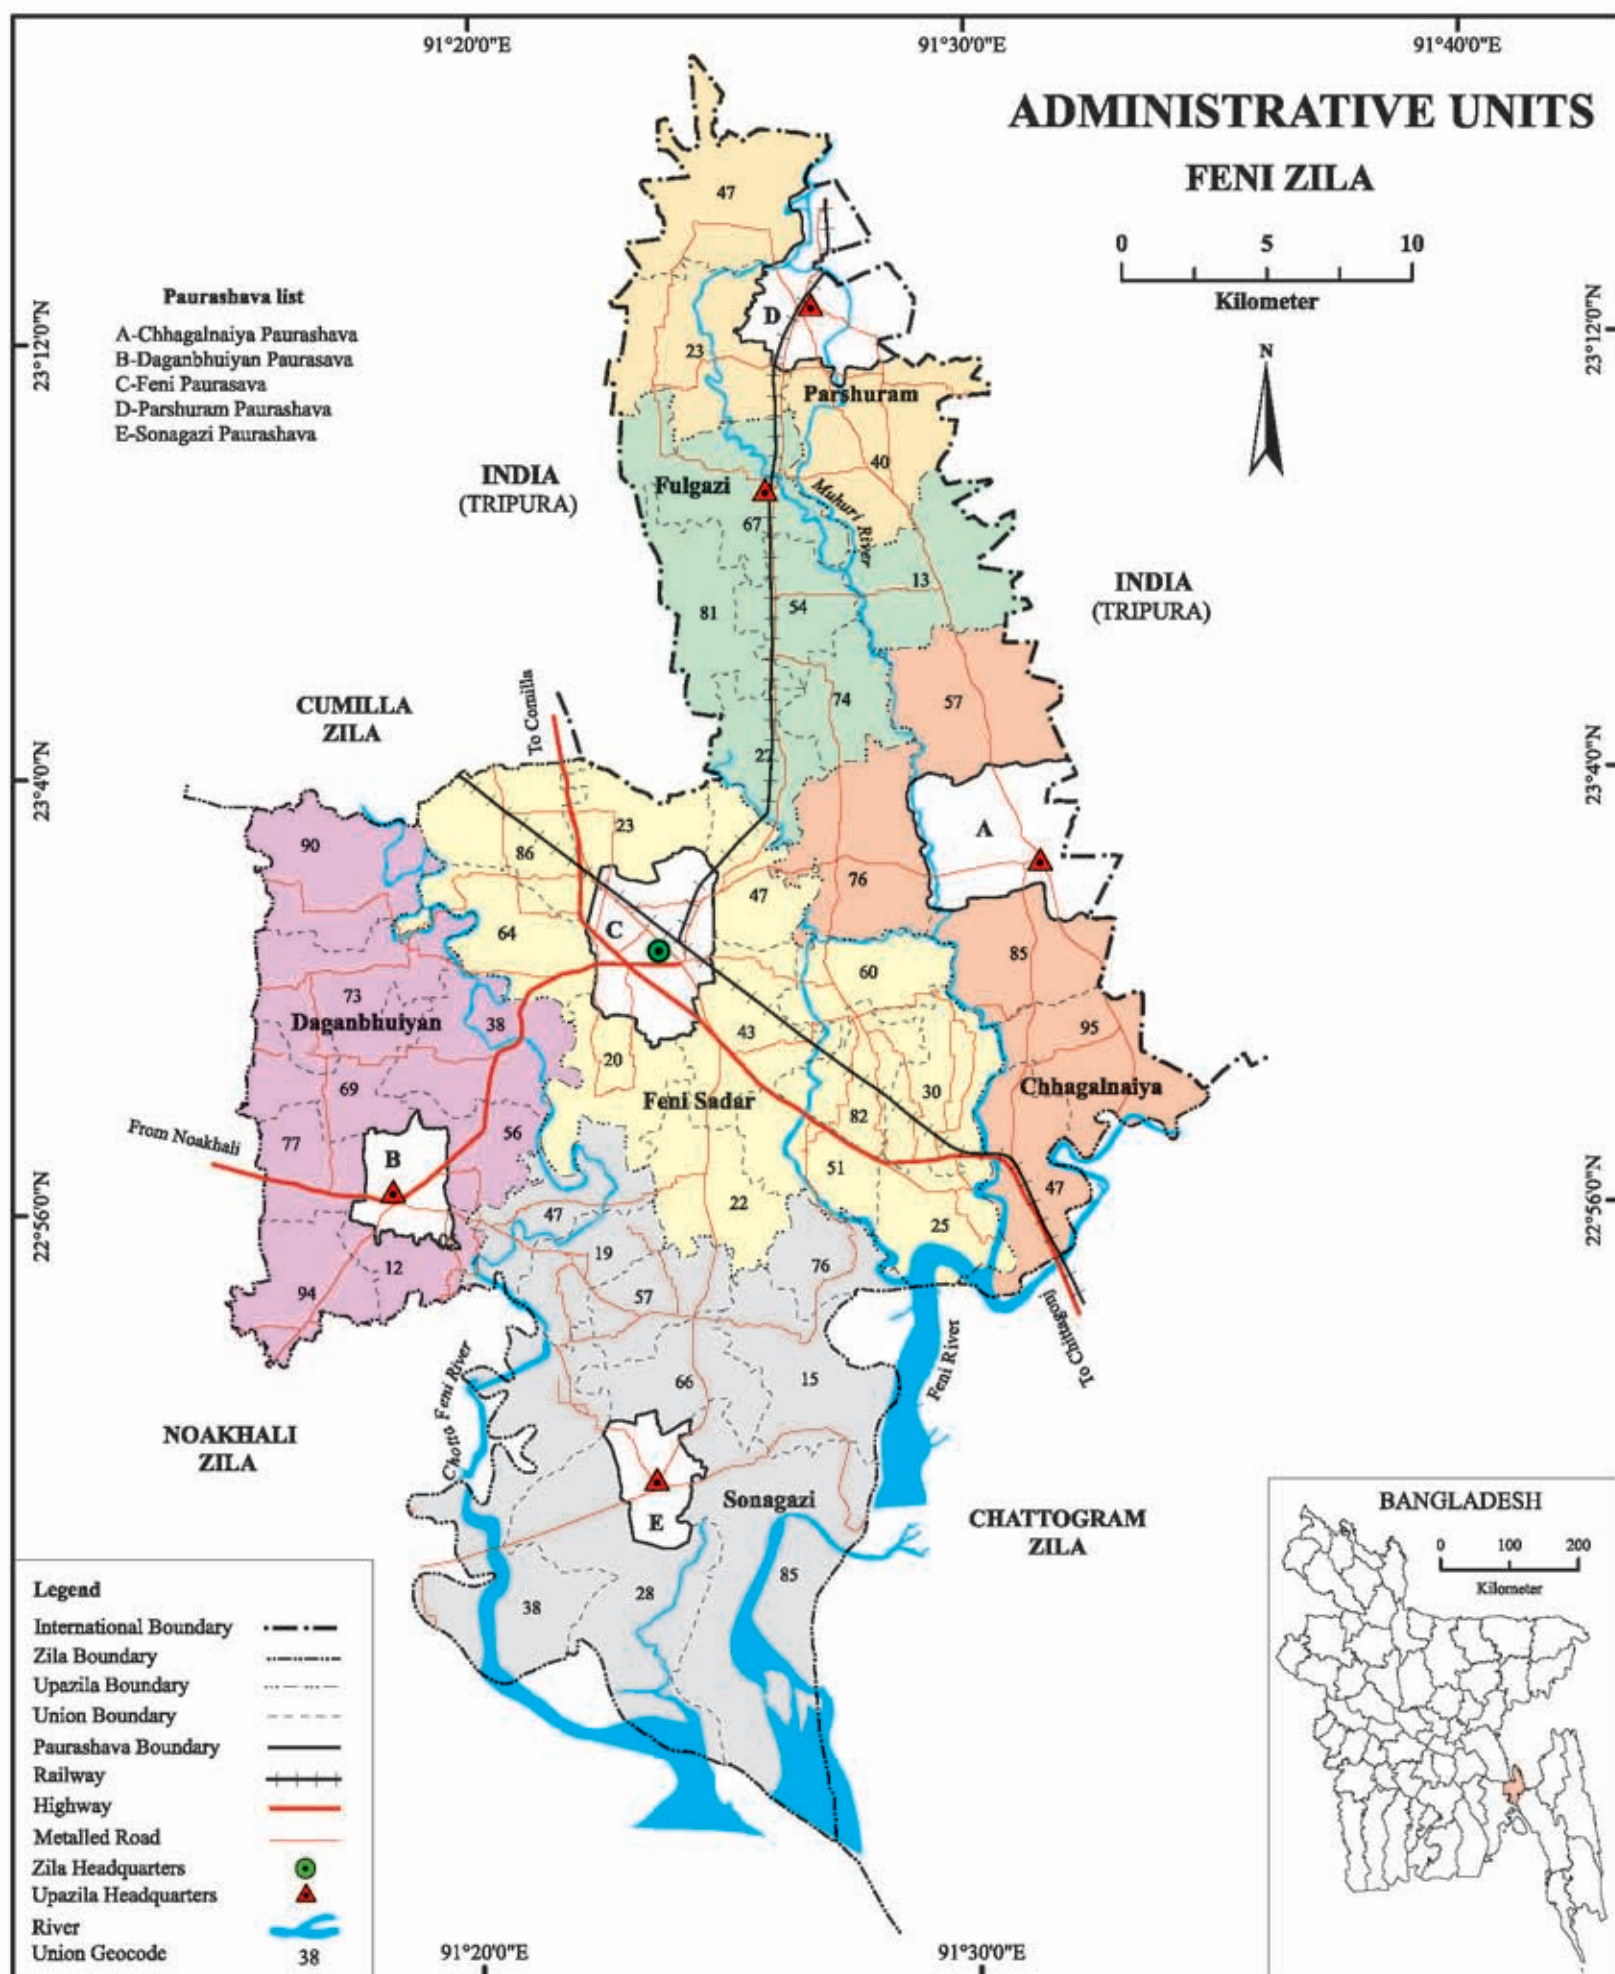 91°20'0"E
91°30'0"E
91°40'0"E
ADMINISTRATIVE UNITS
FENI ZILA
0 5 10
Kilometer
N
Paurashava list
A-Chhagalnaiya Paurashava
B-Daganbhuiyan Paurasava
C-Feni Paurasava
D-Parshuram Paurashava
E-Sonagazi Paurashava
23°12'0"N
23°12'0"N
47
D
23
Parshuram
40
INDIA
(TRIPURA)
Fulgazi
67
Muhuri River
13
INDIA
(TRIPURA)
81
54
74
57
22
CUMILLA
ZILA
To Comilla
23°4'0"N
23°4'0"N
90
86
23
A
76
47
C
64
85
60
73
Daganbhuiyan
38
43
95
20
Feni Sadar
30
Chhagalnaiya
82
69
From Noakhali
77
56
B
51
47
22°56'0"N
22°56'0"N
22
25
47
19
76
12
94
57
To Chittagonj
Feni River
Chotto Feni River
66
15
NOAKHALI
ZILA
Sonagazi
E
CHATTOGRAM
ZILA
85
28
38
BANGLADESH
0 100 200
Kilometer
Legend
International Boundary
Zila Boundary
Upazila Boundary
Union Boundary
Paurashava Boundary
Railway
Highway
Metalled Road
Zila Headquarters
Upazila Headquarters
River
Union Geocode 38
91°20'0"E
91°30'0"E